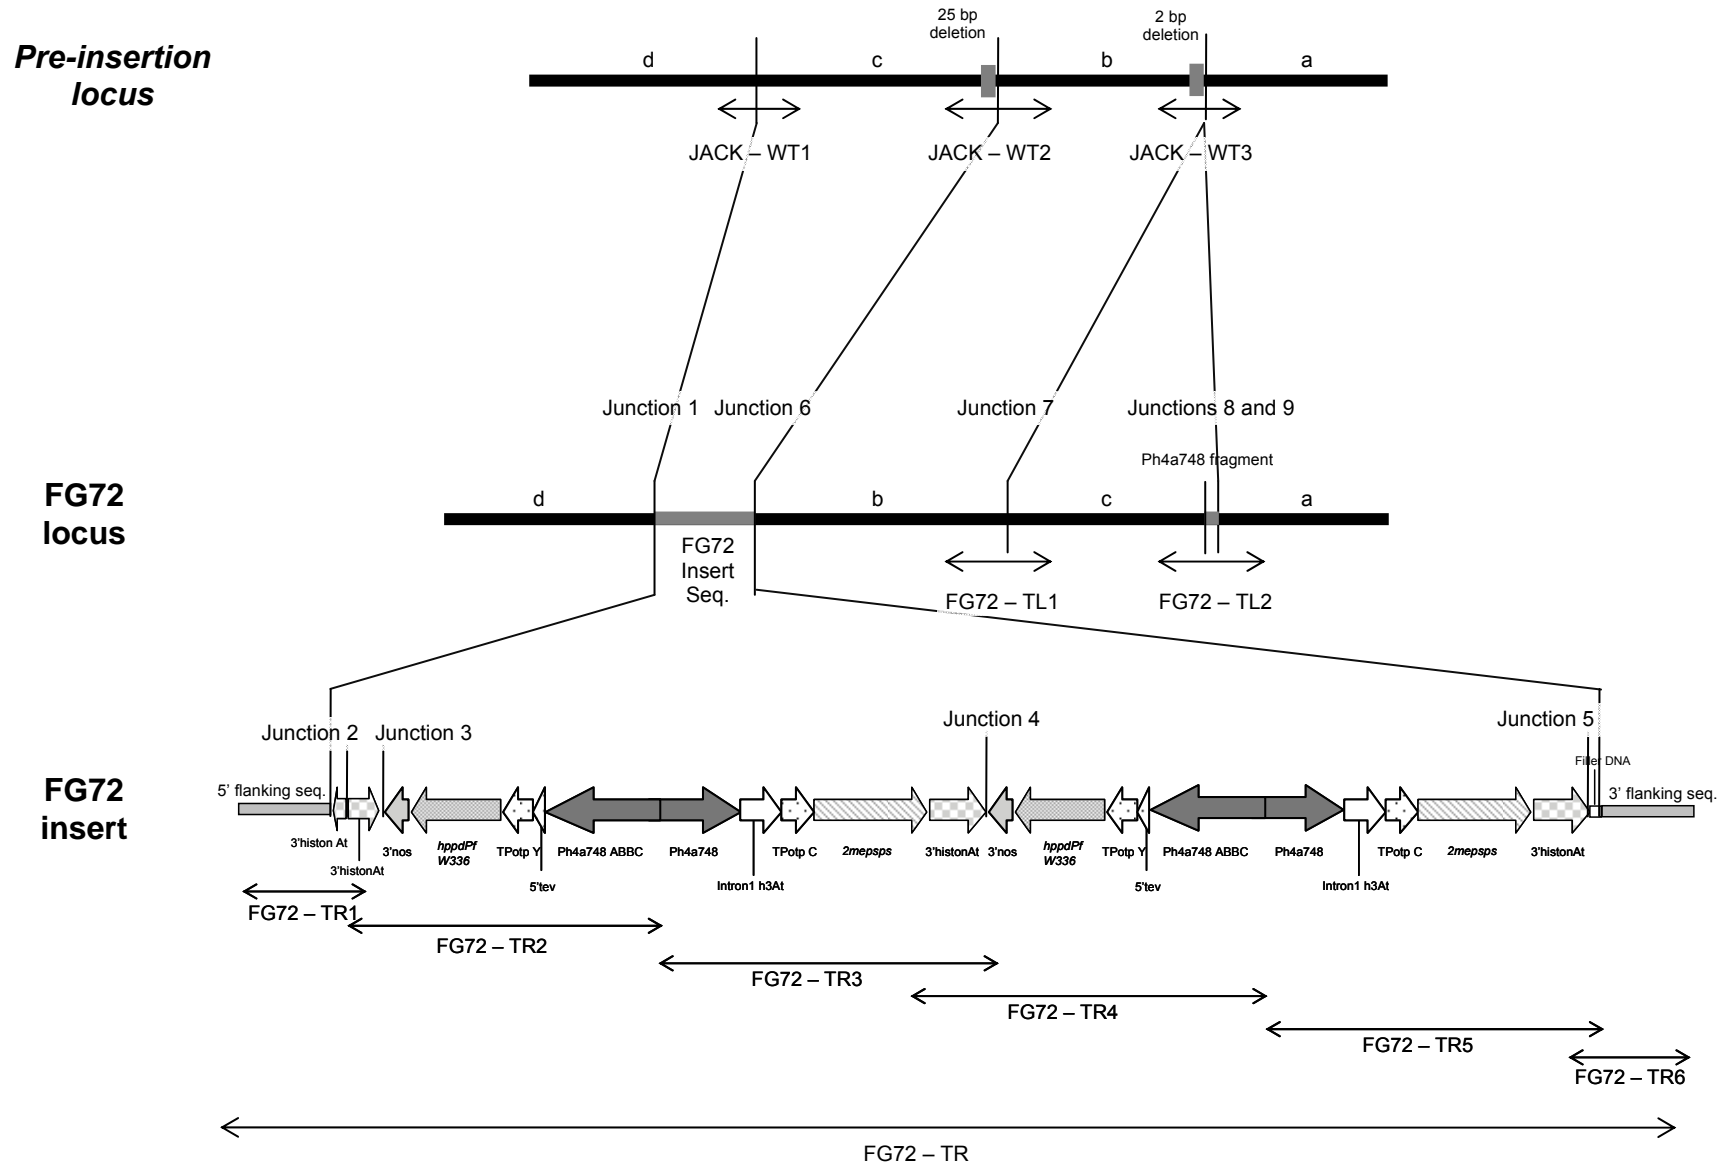 25 bp
deletion
2 bp
deletion
Pre-insertion
locus
d
c
b
a
JACK – WT1
JACK – WT2
JACK – WT3
Junction 1
Junction 6
Junction 7
Junctions 8 and 9
Ph4a748 fragment
FG72
locus
d
b
c
a
FG72
Insert
Seq.
FG72 – TL1
FG72 – TL2
Junction 2
Junction 3
Junction 4
Junction 5
Filler DNA
FG72
insert
5' flanking seq.
3' flanking seq.
3'histon At
3'histonAt
3'nos
hppdPf
W336
TPotp Y
5'tev
Ph4a748 ABBC
Ph4a748
Intron1 h3At
TPotp C
2mepsps
3'histonAt
3'nos
hppdPf
W336
TPotp Y
5'tev
Ph4a748 ABBC
Ph4a748
Intron1 h3At
TPotp C
2mepsps
3'histonAt
FG72 – TR1
FG72 – TR2
FG72 – TR3
FG72 – TR4
FG72 – TR5
FG72 – TR6
FG72 – TR